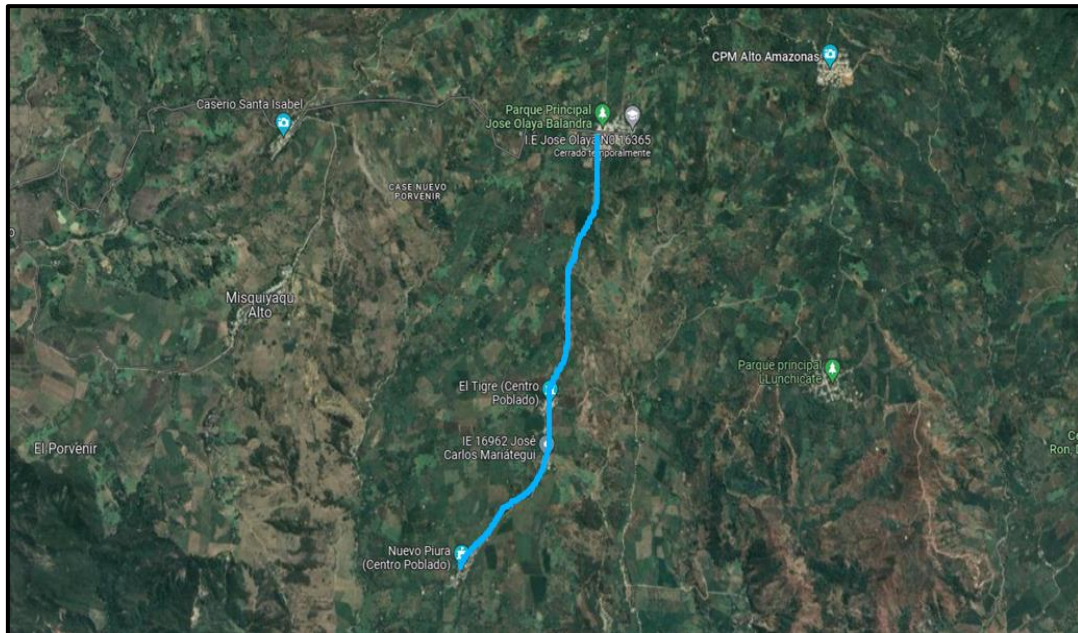 CPM Alto Amazonas
Caserio Santa Isabel
Parque Principal
Jose Olaya Balandra
I.E Jose Olaya N0 16365
Cerrado temporalmente
CASE NUEVO
PORVENIR
Misquiyaqu
Alto
Parque principal
LLunchicate
El Tigre (Centro
Poblado)
IE 16962 José
Carlos Mariátegui
El Porvenir
Nuevo Piura
(Centro Poblado)